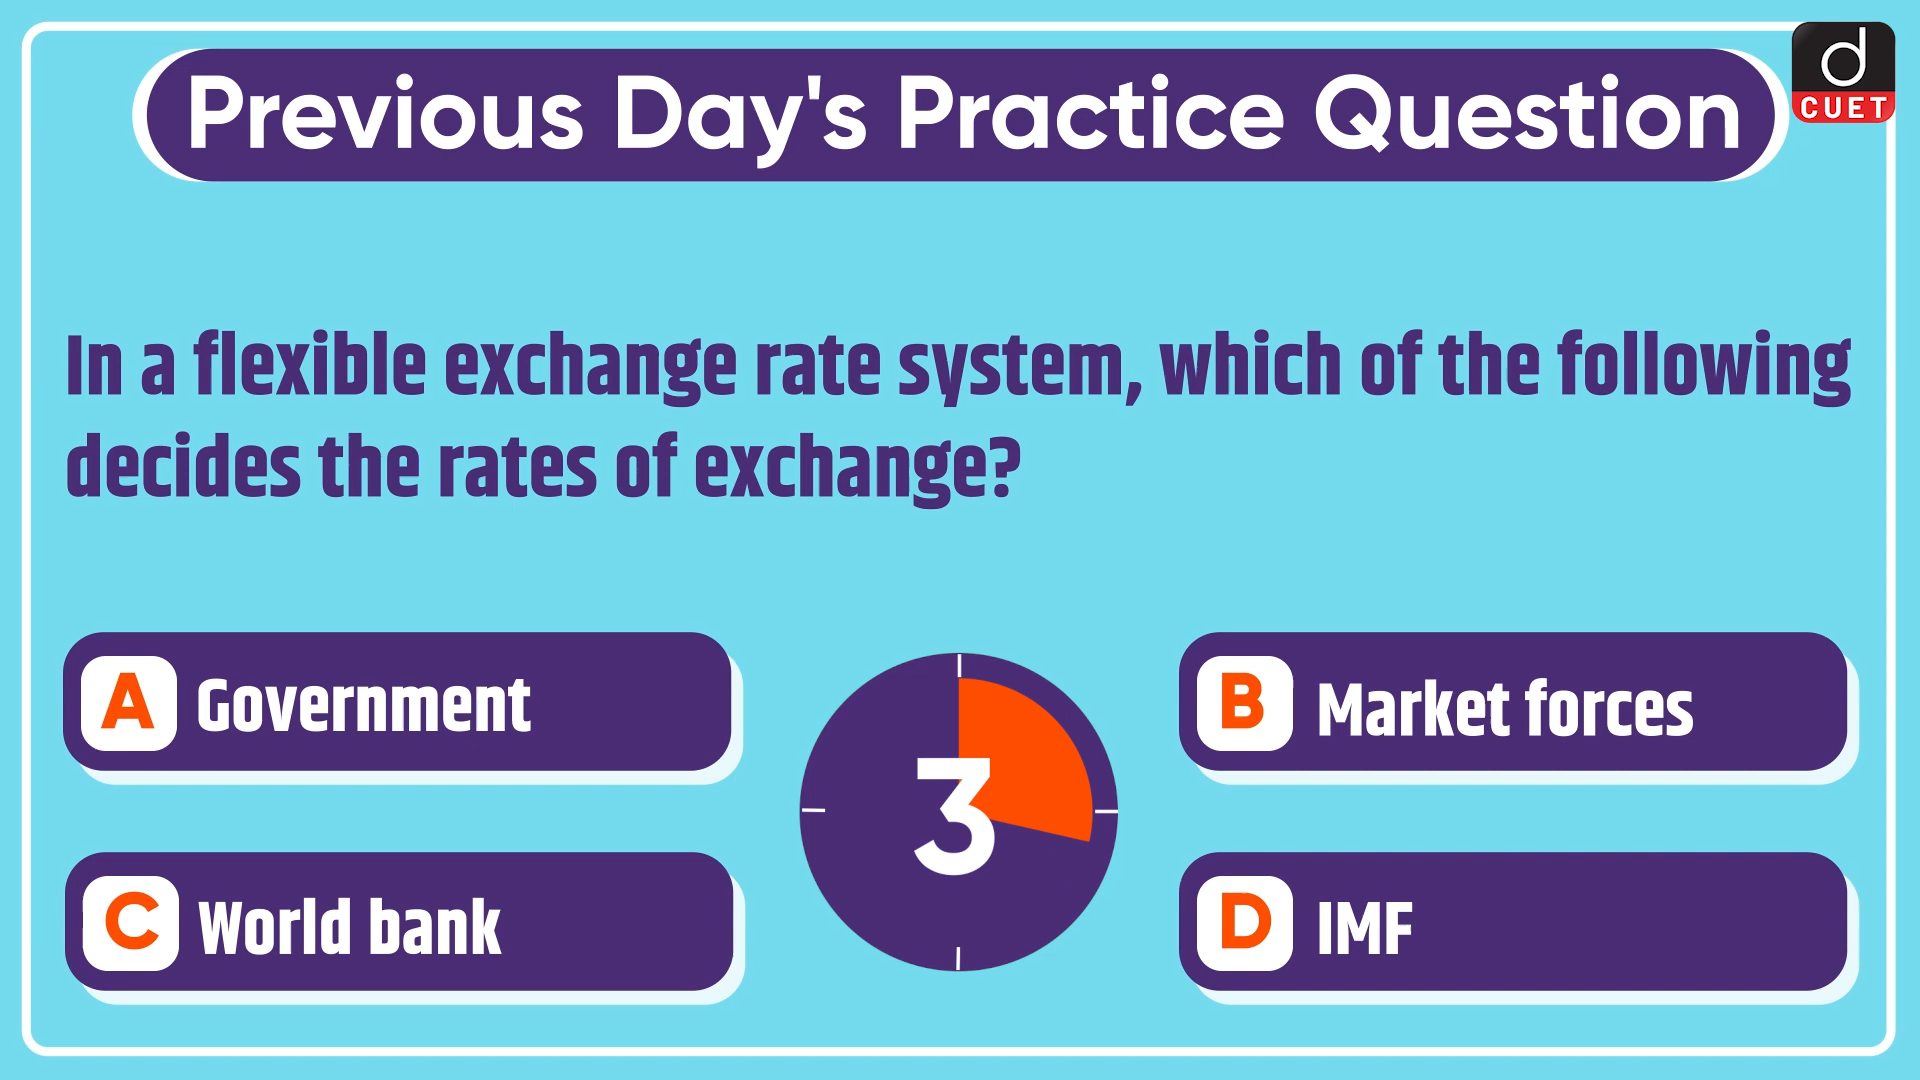 Previous Day's Practice Question
d
CUET
In a flexible exchange rate system, which of the following
decides the rates of exchange?
A Government
B Market forces
3
C World bank
D IMF